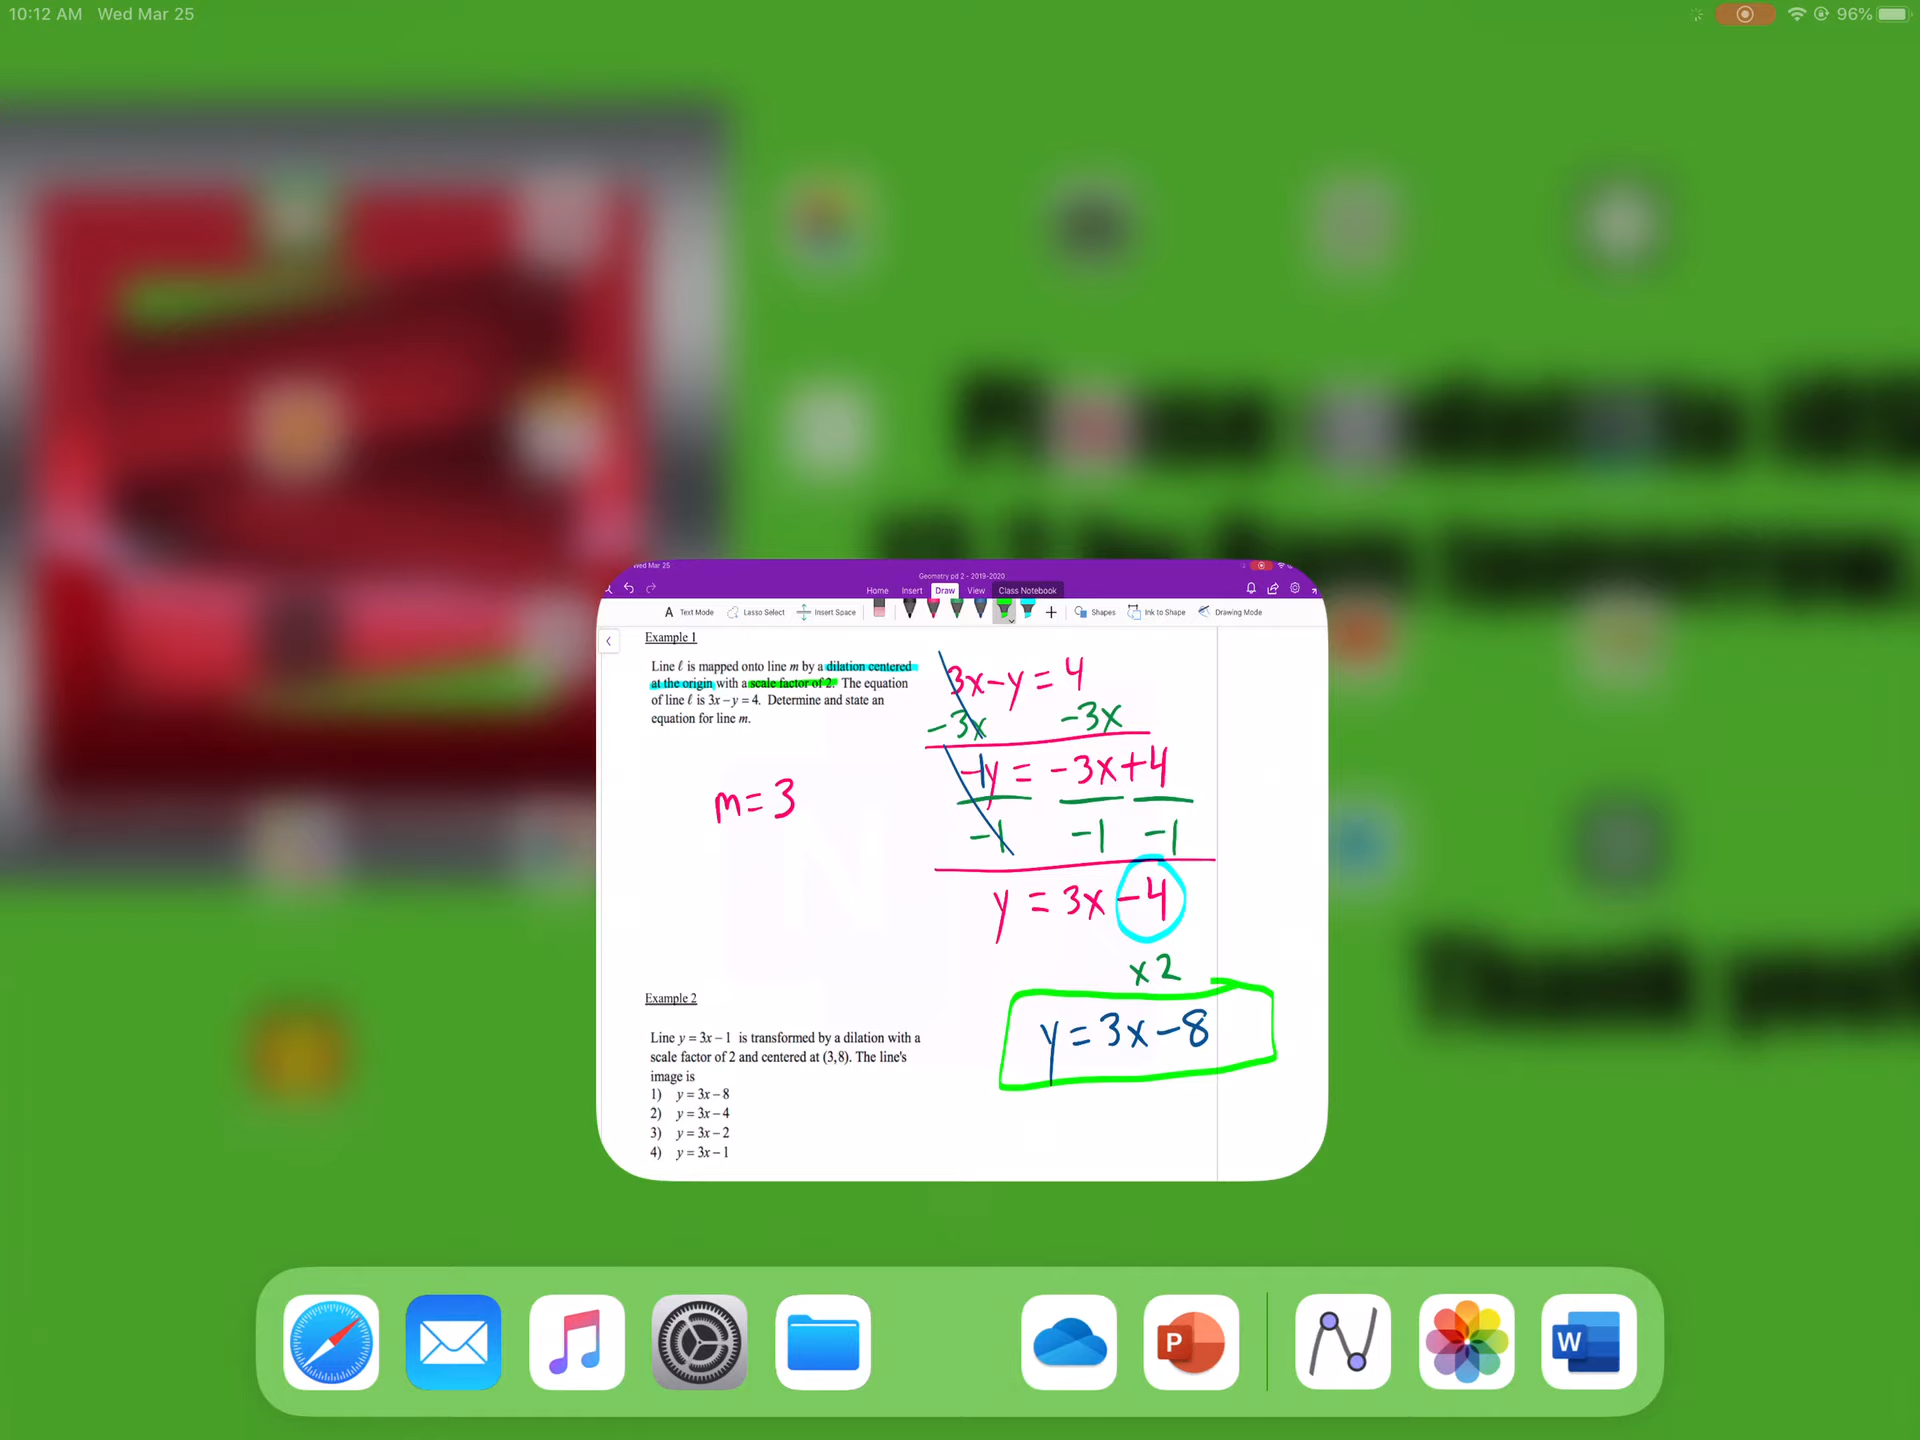 10:12 AM Wed Mar 25 96%
Wed Mar 25
Geometry pd 2 - 2019-2020
Home Insert Draw View Class Notebook
A Text Mode Lasso Select Insert Space Shapes Ink to Shape Drawing Mode
Example 1
Line ℓ is mapped onto line m by a dilation centered
at the origin with a scale factor of 2. The equation
of line ℓ is 3x − y = 4. Determine and state an
equation for line m.
m = 3
3x − y = 4
−3x −3x
−1y = −3x + 4
−1 −1 −1
y = 3x − 4
x 2
y = 3x − 8
Example 2
Line y = 3x − 1 is transformed by a dilation with a
scale factor of 2 and centered at (3,8). The line's
image is
1) y = 3x − 8
2) y = 3x − 4
3) y = 3x − 2
4) y = 3x − 1
P
W